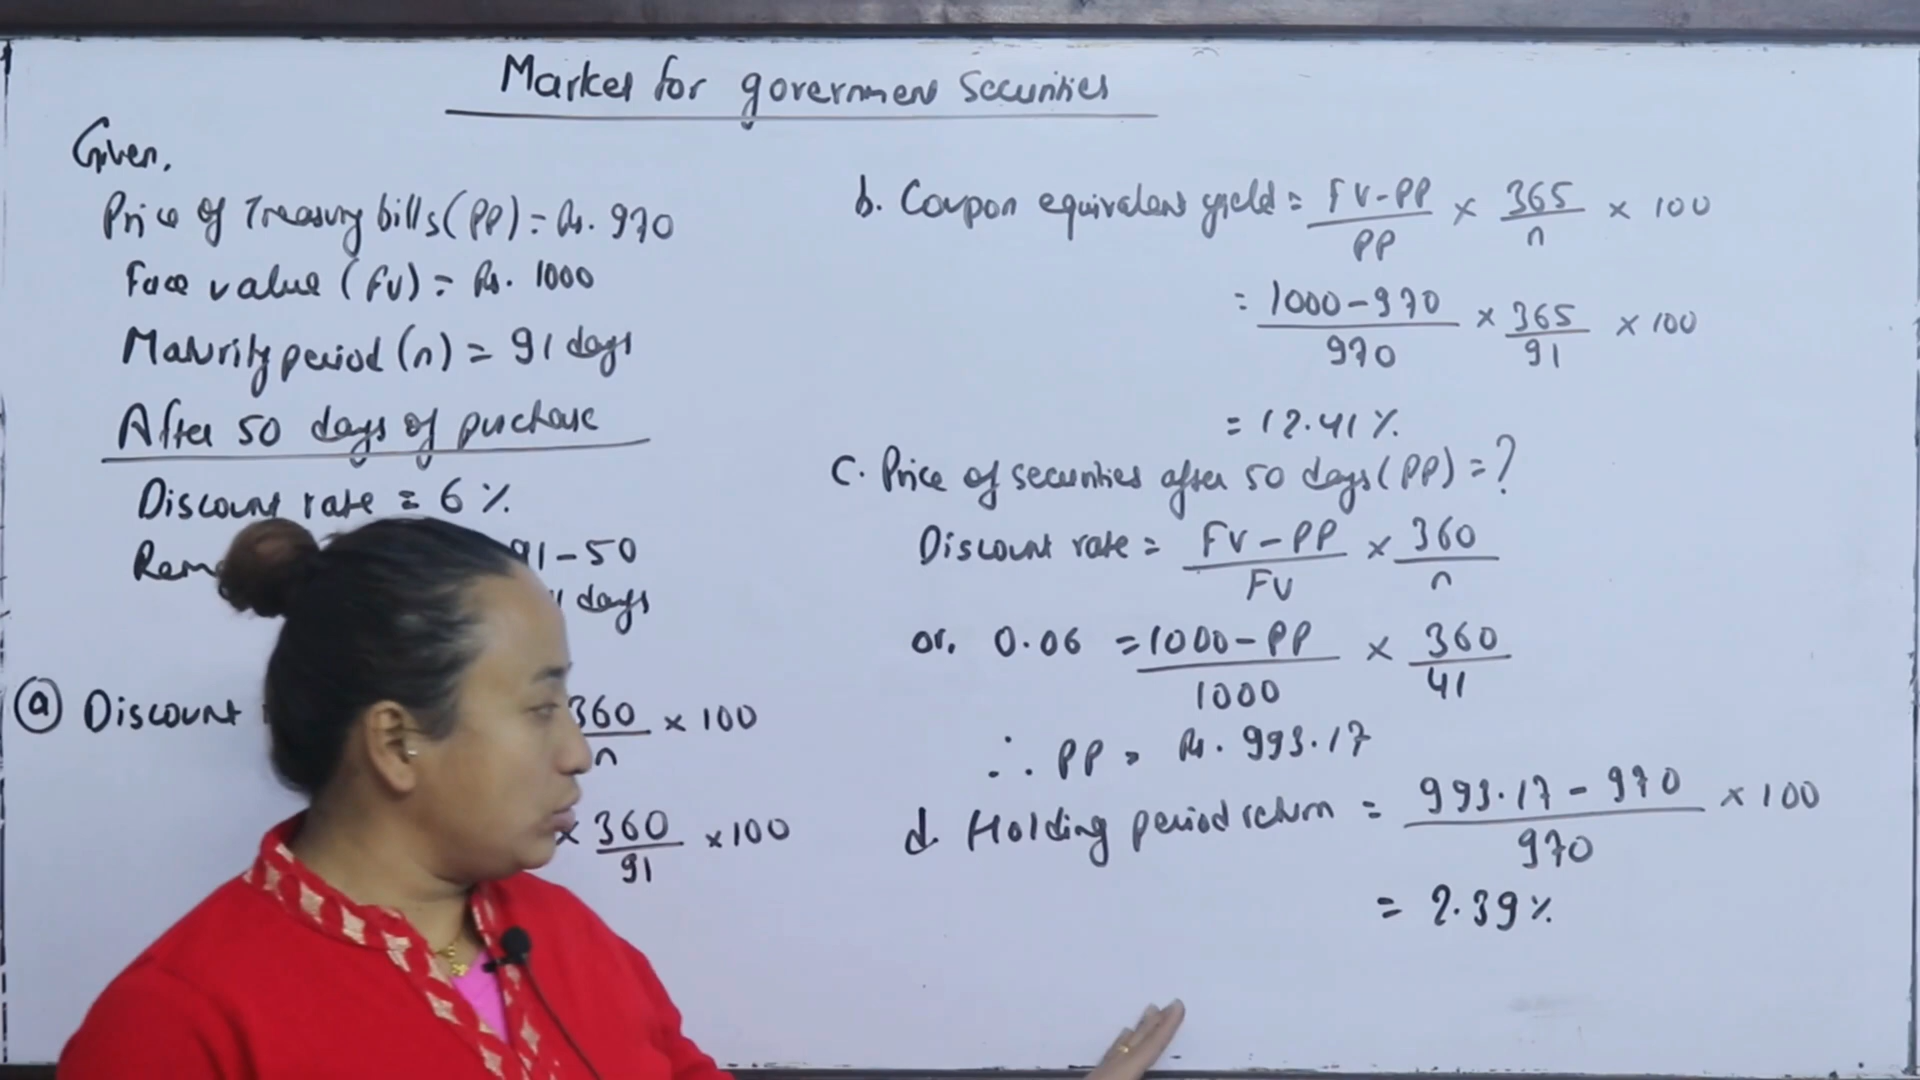 Market for government securities
Given,
Price of Treasury bills (PP) = Rs. 970
Face value (FV) = Rs. 1000
Maturity period (n) = 91 days
After 50 days of purchase
Discount rate = 6 %
91 - 50
days
(a) Discount
360 / n × 100
× 360 / 91 × 100
b. Coupon equivalent yield = FV - PP / PP × 365 / n × 100
= 1000 - 970 / 970 × 365 / 91 × 100
= 12.41 %
C. Price of securities after 50 days (PP) = ?
Discount rate = FV - PP / FV × 360 / n
or, 0.06 = 1000 - PP / 1000 × 360 / 41
∴ PP = Rs. 993.17
d. Holding period return = 993.17 - 970 / 970 × 100
= 2.39 %